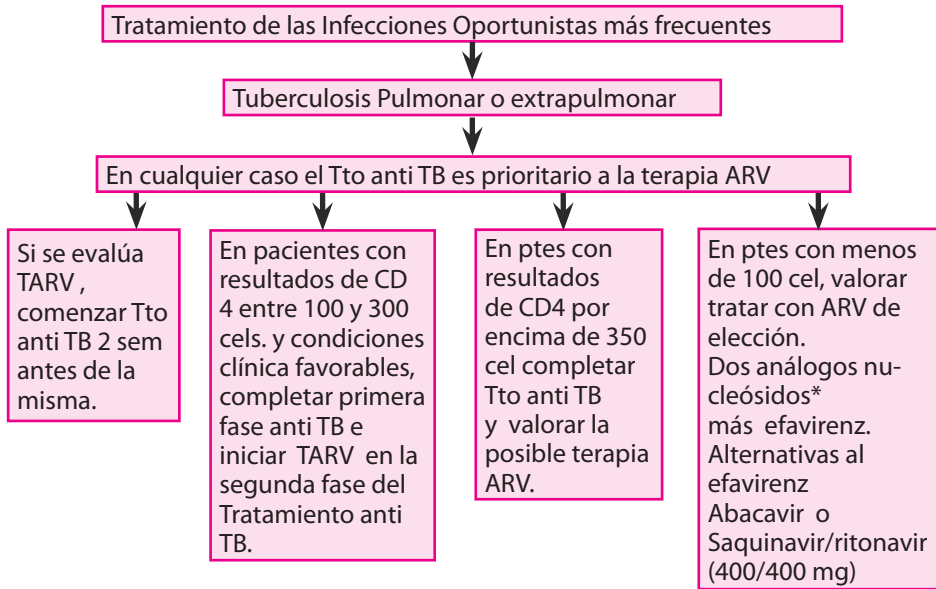 Tratamiento de las Infecciones Oportunistas más frecuentes
Tuberculosis Pulmonar o extrapulmonar
En cualquier caso el Tto anti TB es prioritario a la terapia ARV
Si se evalúa
TARV ,
comenzar Tto
anti TB 2 sem
antes de la
misma.
En pacientes con
resultados de CD
4 entre 100 y 300
cels. y condiciones
clínica favorables,
completar primera
fase anti TB e
iniciar TARV en la
segunda fase del
Tratamiento anti
TB.
En ptes con
resultados
de CD4 por
encima de 350
cel completar
Tto anti TB
y valorar la
posible terapia
ARV.
En ptes con menos
de 100 cel, valorar
tratar con ARV de
elección.
Dos análogos nu-
cleósidos*
más efavirenz.
Alternativas al
efavirenz
Abacavir o
Saquinavir/ritonavir
(400/400 mg)